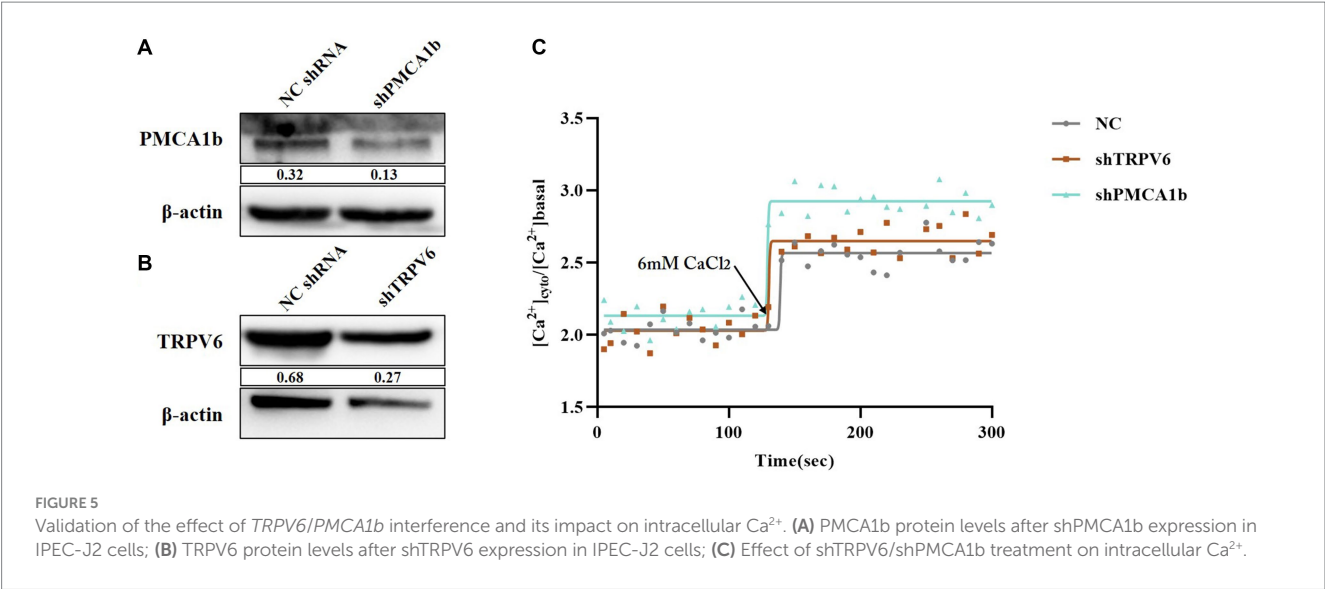 A
NC shRNA
shPMCA1b
PMCA1b
0.32
0.13
β-actin
B
NC shRNA
shTRPV6
TRPV6
0.68
0.27
β-actin
C
3.5
3.0
2.5
2.0
1.5
[Ca²⁺]cyto/[Ca²⁺]basal
6mM CaCl₂
0
100
200
300
Time(sec)
NC
shTRPV6
shPMCA1b
FIGURE 5
Validation of the effect of TRPV6/PMCA1b interference and its impact on intracellular Ca²⁺. (A) PMCA1b protein levels after shPMCA1b expression in
IPEC-J2 cells; (B) TRPV6 protein levels after shTRPV6 expression in IPEC-J2 cells; (C) Effect of shTRPV6/shPMCA1b treatment on intracellular Ca²⁺.